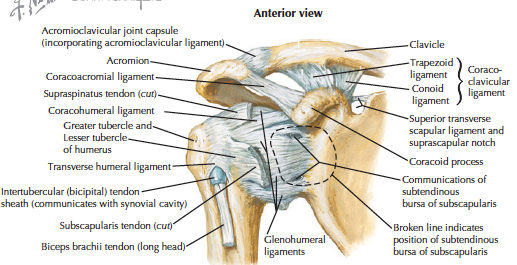 Anterior view
Acromioclavicular joint capsule
(incorporating acromioclavicular ligament)
Acromion
Coracoacromial ligament
Supraspinatus tendon (cut)
Coracohumeral ligament
Greater tubercle and
Lesser tubercle
of humerus
Transverse humeral ligament
Intertubercular (bicipital) tendon
sheath (communicates with synovial cavity)
Subscapularis tendon (cut)
Biceps brachii tendon (long head)
Glenohumeral
ligaments
Clavicle
Trapezoid
ligament
Conoid
ligament
Coraco-
clavicular
ligament
Superior transverse
scapular ligament and
suprascapular notch
Coracoid process
Communications of
subtendinous
bursa of subscapularis
Broken line indicates
position of subtendinous
bursa of subscapularis